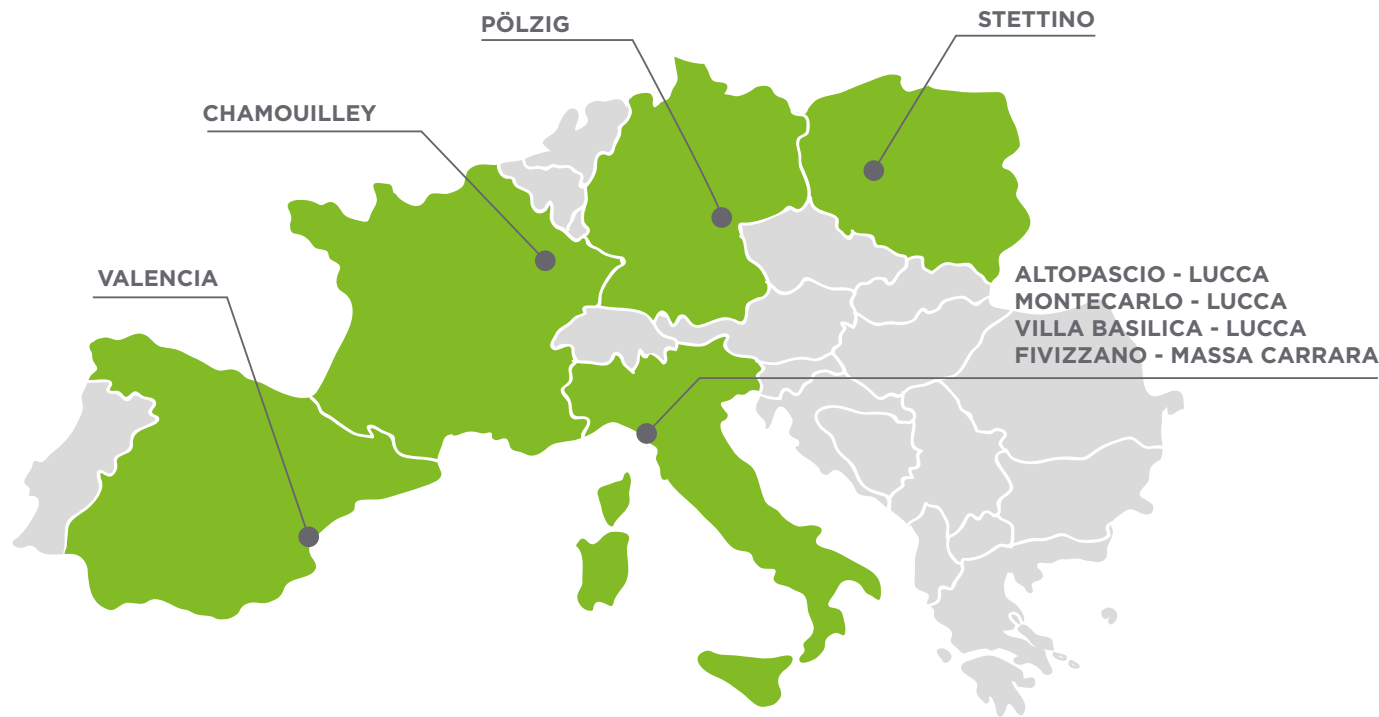 PÖLZIG
STETTINO
CHAMOUILLEY
VALENCIA
ALTOPASCIO - LUCCA
MONTECARLO - LUCCA
VILLA BASILICA - LUCCA
FIVIZZANO - MASSA CARRARA